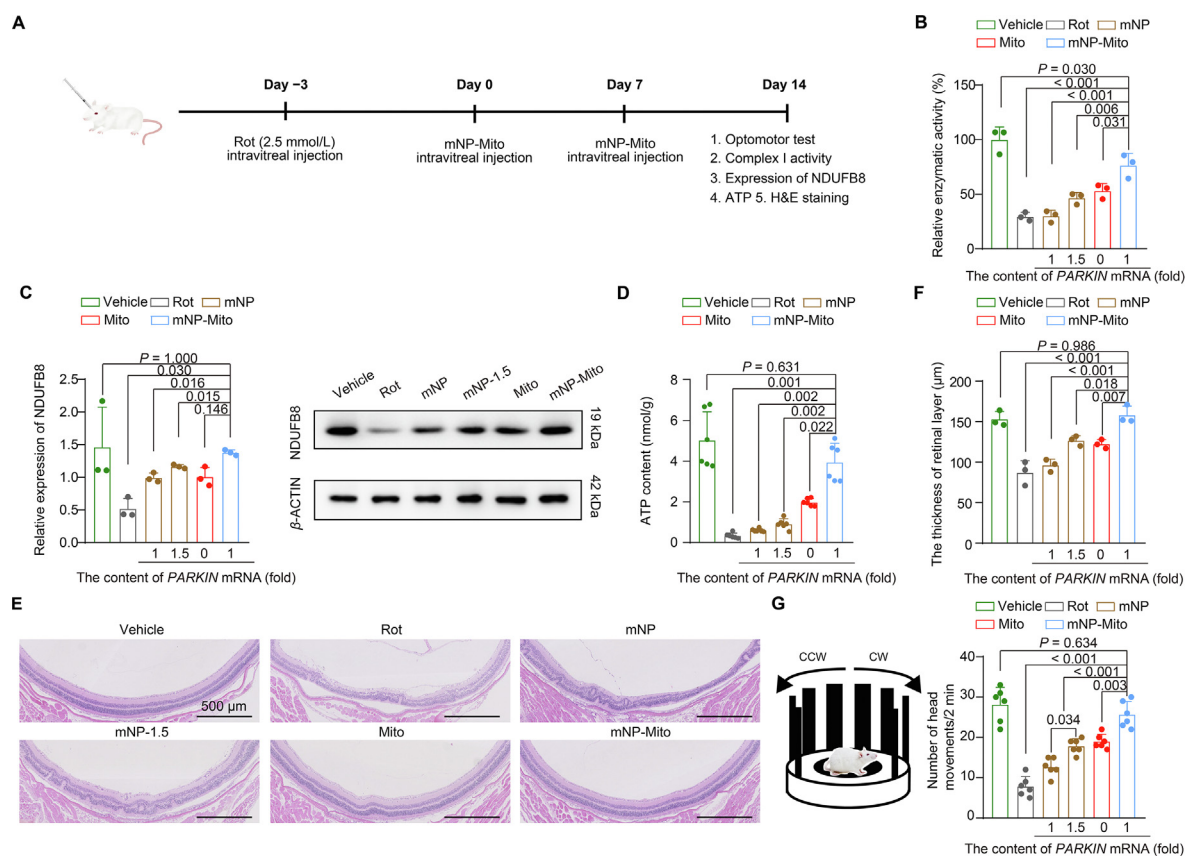 A
Day −3
Day 0
Day 7
Day 14
Rot (2.5 mmol/L)
intravitreal injection
mNP-Mito
intravitreal injection
mNP-Mito
intravitreal injection
1. Optomotor test
2. Complex I activity
3. Expression of NDUFB8
4. ATP 5. H&E staining
B
Vehicle Rot mNP
Mito mNP-Mito
P = 0.030
< 0.001
< 0.001
0.006
0.031
Relative enzymatic activity (%)
150
100
50
0
1 1.5 0 1
The content of PARKIN mRNA (fold)
C
Vehicle Rot mNP
Mito mNP-Mito
P = 1.000
0.030
0.016
0.015
0.146
Relative expression of NDUFB8
2.5
2.0
1.5
1.0
0.5
0.0
1 1.5 0 1
The content of PARKIN mRNA (fold)
Vehicle Rot mNP mNP-1.5 Mito mNP-Mito
NDUFB8
19 kDa
β-ACTIN
42 kDa
D
Vehicle Rot mNP
Mito mNP-Mito
P = 0.631
0.001
0.002
0.002
0.022
ATP content (nmol/g)
8
6
4
2
0
1 1.5 0 1
The content of PARKIN mRNA (fold)
F
Vehicle Rot mNP
Mito mNP-Mito
P = 0.986
< 0.001
< 0.001
0.018
0.007
The thickness of retinal layer (μm)
200
150
100
50
0
1 1.5 0 1
The content of PARKIN mRNA (fold)
E
Vehicle
Rot
mNP
500 μm
mNP-1.5
Mito
mNP-Mito
G
CCW CW
Vehicle Rot mNP
Mito mNP-Mito
P = 0.634
< 0.001
< 0.001
0.003
0.034
Number of head
movements/2 min
40
30
20
10
0
1 1.5 0 1
The content of PARKIN mRNA (fold)